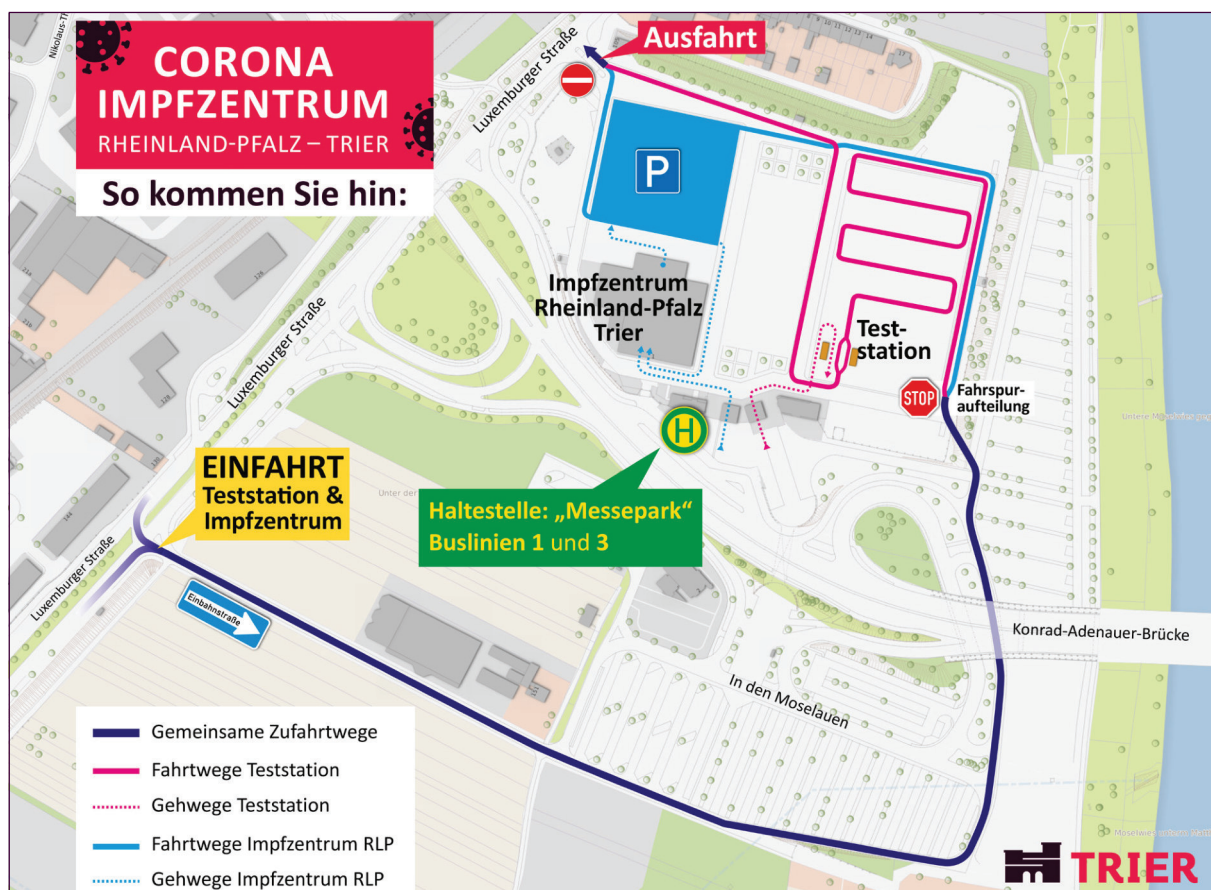 CORONA
IMPFZENTRUM
RHEINLAND-PFALZ – TRIER
So kommen Sie hin:
Luxemburger Straße
Ausfahrt
P
Impfzentrum
Rheinland-Pfalz
Trier
Test-
station
STOP
Fahrspur-
aufteilung
H
Haltestelle: „Messepark“
Buslinien 1 und 3
Luxemburger Straße
EINFAHRT
Teststation &
Impfzentrum
Unter der
Luxemburger Straße
Einbahnstraße
Konrad-Adenauer-Brücke
In den Moselauen
Gemeinsame Zufahrtwege
Fahrtwege Teststation
Gehwege Teststation
Fahrtwege Impfzentrum RLP
Gehwege Impfzentrum RLP
TRIER